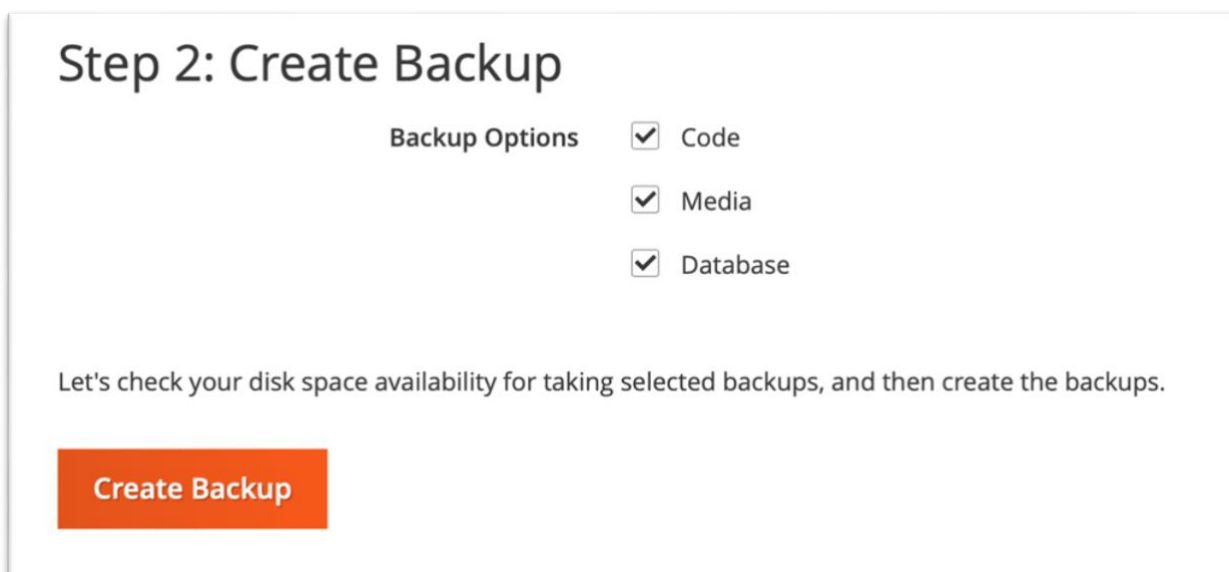 Step 2: Create Backup
Backup Options Code
Media
Database
Let's check your disk space availability for taking selected backups, and then create the backups.
Create Backup